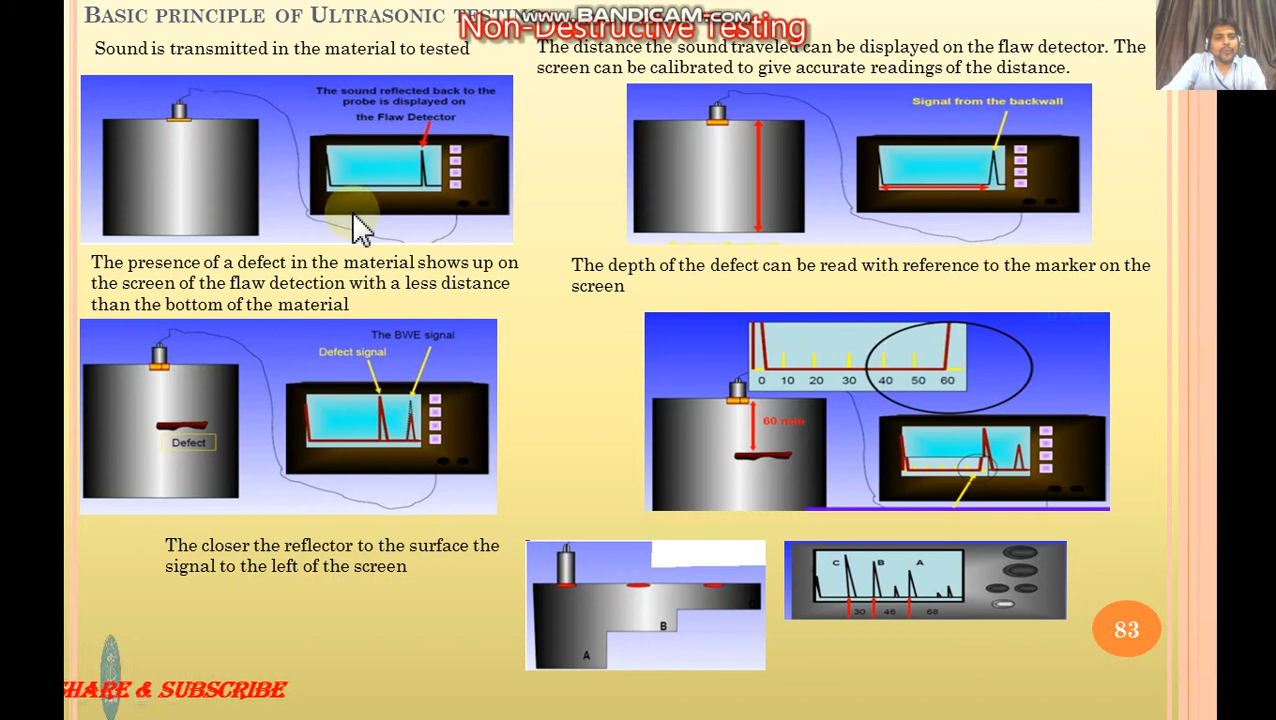 BASIC PRINCIPLE OF ULTRASONIC TESTING
www.BANDICAM.com
Non-Destructive Testing
Sound is transmitted in the material to tested
The distance the sound traveled can be displayed on the flaw detector. The
screen can be calibrated to give accurate readings of the distance.
The sound reflected back to the
probe is displayed on
the Flaw Detector
Signal from the backwall
The presence of a defect in the material shows up on
the screen of the flaw detection with a less distance
than the bottom of the material
The depth of the defect can be read with reference to the marker on the
screen
The BWE signal
Defect signal
Defect
0 10 20 30 40 50 60
60 mm
The closer the reflector to the surface the
signal to the left of the screen
A
B
C
C B A
30 46 68
83
SHARE & SUBSCRIBE